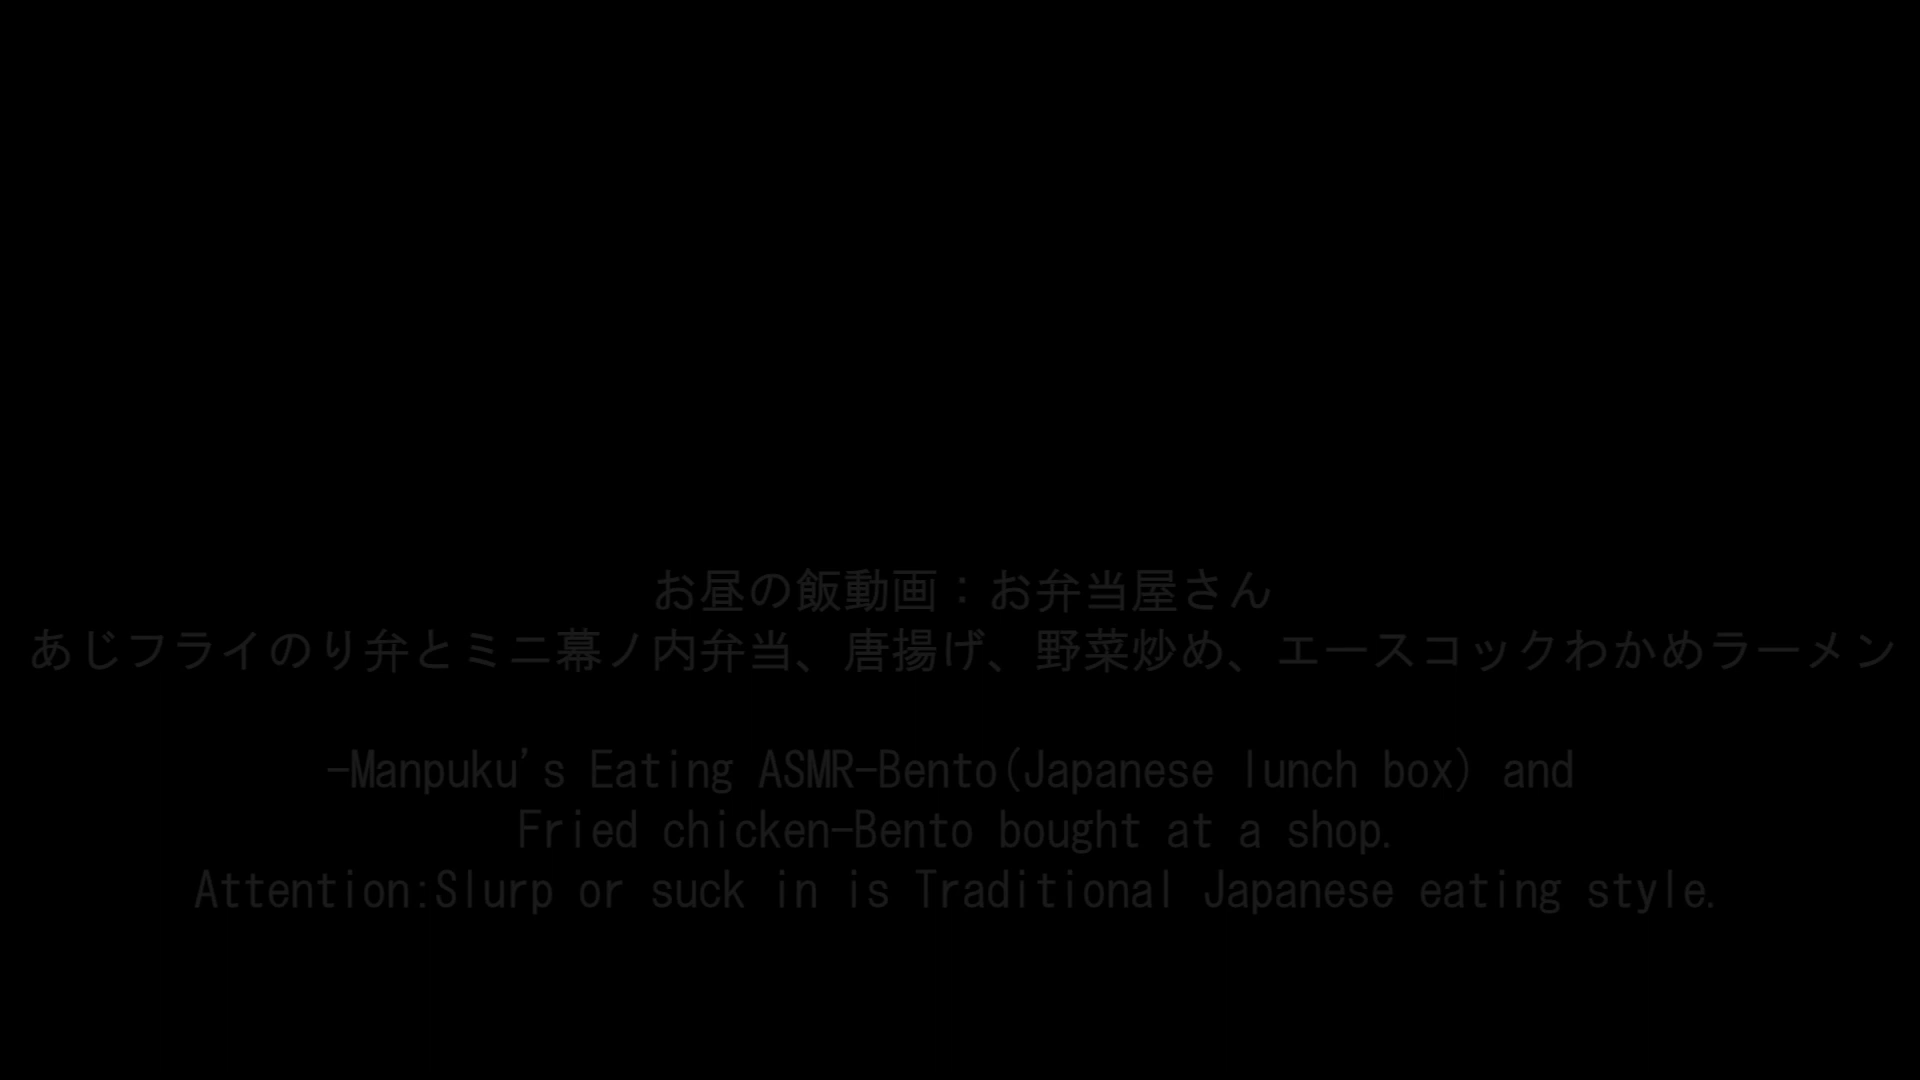 お昼の飯動画：お弁当屋さん
あじフライのり弁とミニ幕ノ内弁当、唐揚げ、野菜炒め、エースコックわかめラーメン
-Manpuku's Eating ASMR-Bento(Japanese lunch box) and
Fried chicken-Bento bought at a shop.
Attention:Slurp or suck in is Traditional Japanese eating style.